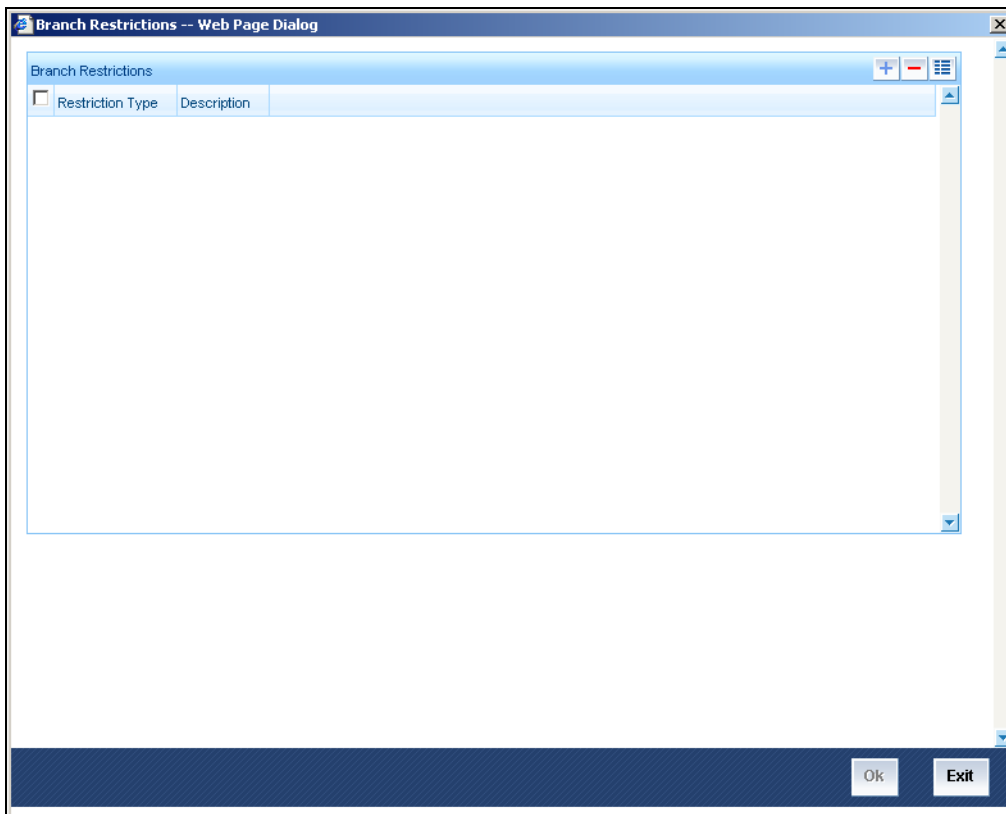 Branch Restrictions -- Web Page Dialog
Branch Restrictions
Restriction Type Description
Ok Exit